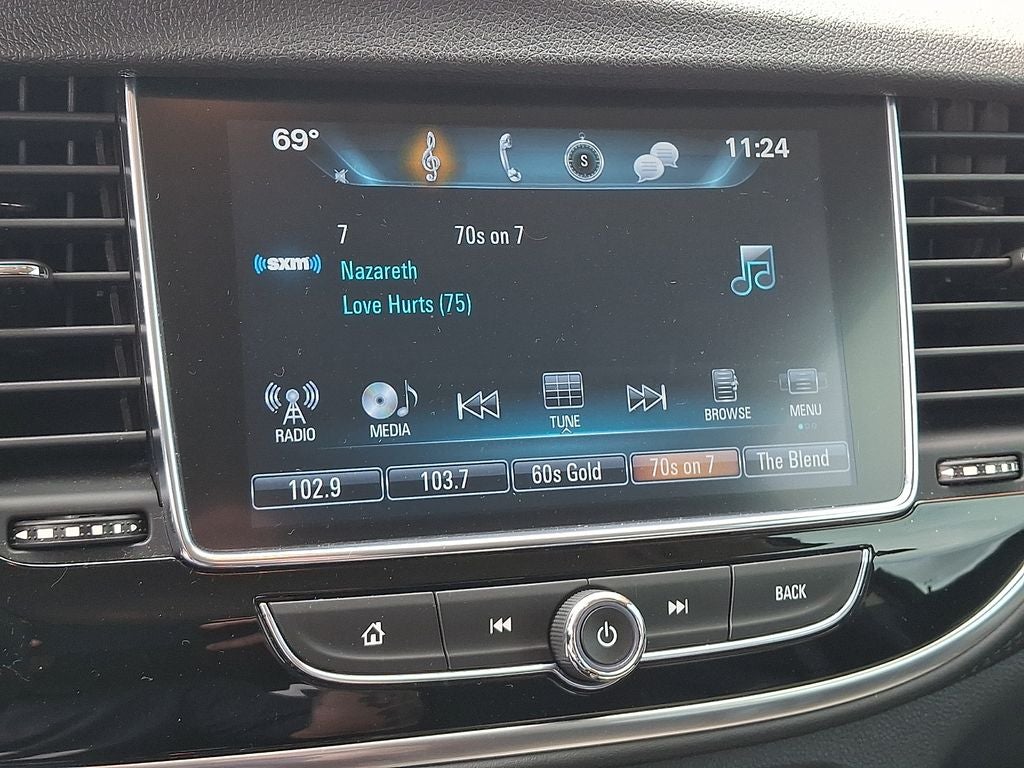 69°
S
11:24
7 70s on 7
sxm
Nazareth
Love Hurts (75)
RADIO
MEDIA
TUNE
BROWSE
MENU
102.9
103.7
60s Gold
70s on 7
The Blend
BACK